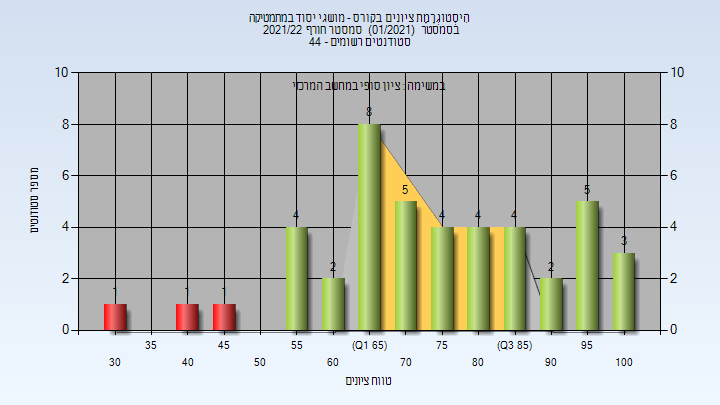 היסטוגרמת ציונים בקורס - מושגי יסוד במתמטיקה
בסמסטר (01/2021) סמסטר חורף 2021/22
סטודנטים רשומים - 44
במשימה : ציון סופי במחשב המרכזי
מספר סטודנטים
10 10
8 8
6 6
4 4
2 2
0 0
1 1 1 4 2 8 5 4 4 4 2 5 3
35 45 55 (Q1 65) 75 (Q3 85) 95
30 40 50 60 70 80 90 100
טווח ציונים